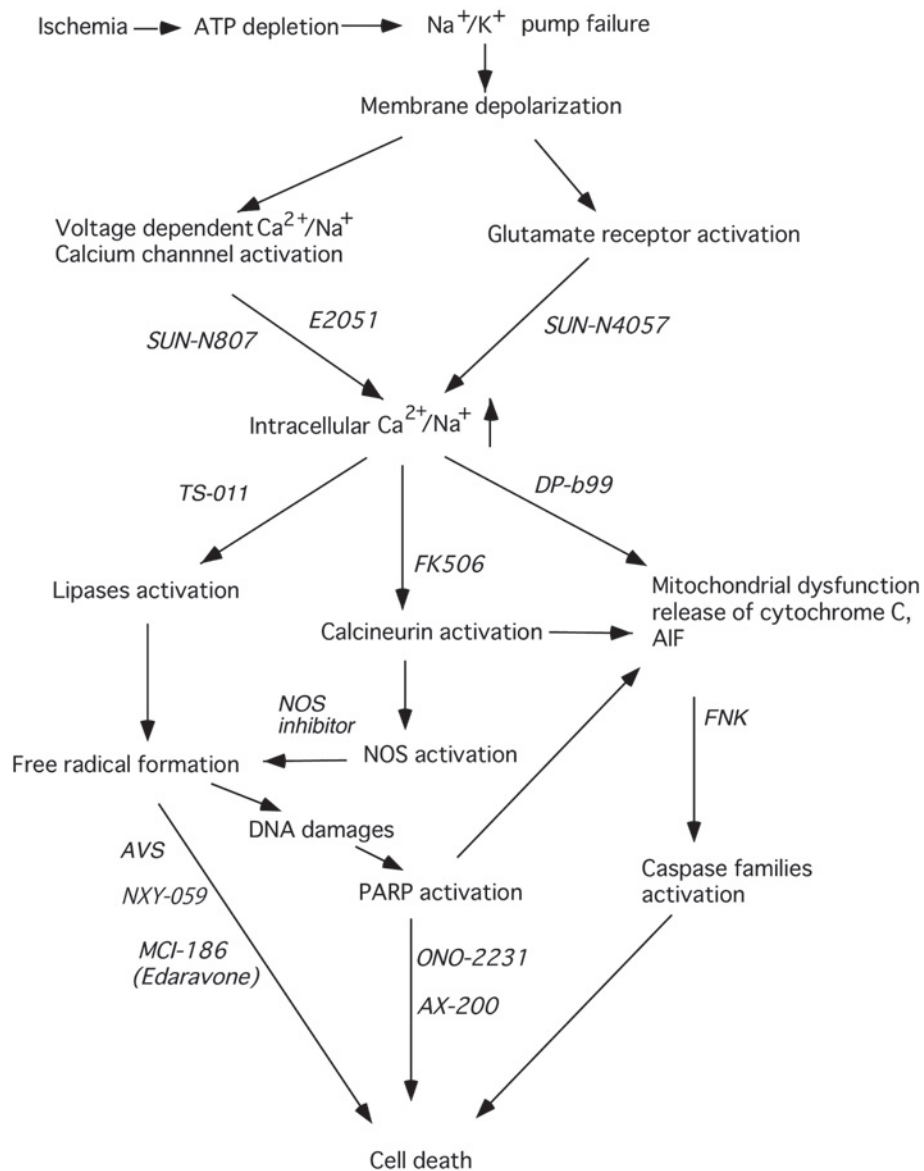 Ischemia
ATP depletion
Na+/K+ pump failure
Membrane depolarization
Voltage dependent Ca2+/Na+
Calcium channnel activation
Glutamate receptor activation
SUN-N807
E2051
SUN-N4057
Intracellular Ca2+/Na+
TS-011
DP-b99
FK506
Lipases activation
Mitochondrial dysfunction
release of cytochrome C,
AIF
Calcineurin activation
NOS
inhibitor
FNK
Free radical formation
NOS activation
DNA damages
AVS
NXY-059
MCI-186
(Edaravone)
PARP activation
Caspase families
activation
ONO-2231
AX-200
Cell death